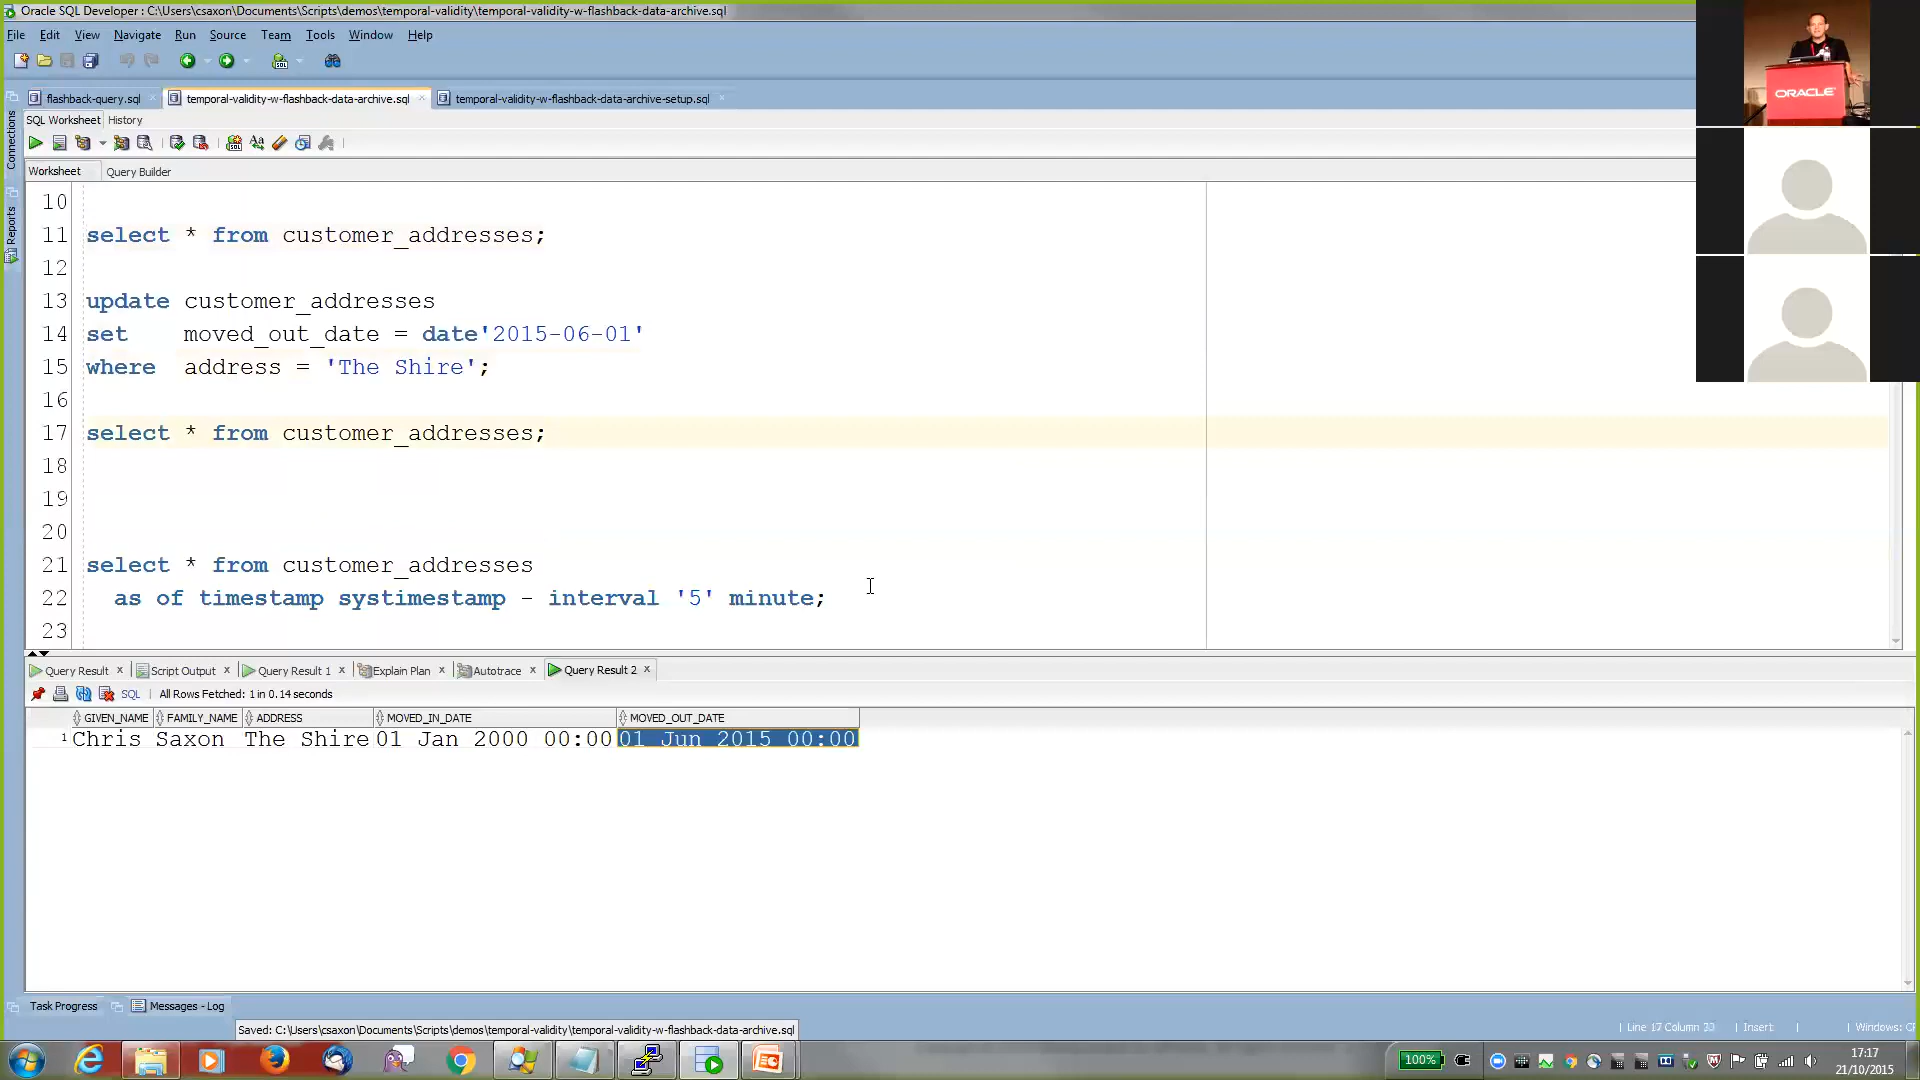 Oracle SQL Developer : C:\Users\csaxon\Documents\Scripts\demos\temporal-validity\temporal-validity-w-flashback-data-archive.sql
File Edit View Navigate Run Source Team Tools Window Help
flashback-query.sql temporal-validity-w-flashback-data-archive.sql temporal-validity-w-flashback-data-archive-setup.sql
SQL Worksheet History
Worksheet Query Builder
Connections
Reports
ORACLE
10
11 select * from customer_addresses;
12
13 update customer_addresses
14 set moved_out_date = date'2015-06-01'
15 where address = 'The Shire';
16
17 select * from customer_addresses;
18
19
20
21 select * from customer_addresses
22 as of timestamp systimestamp - interval '5' minute;
23
Query Result Script Output Query Result 1 Explain Plan Autotrace Query Result 2
SQL All Rows Fetched: 1 in 0.14 seconds
GIVEN_NAME FAMILY_NAME ADDRESS MOVED_IN_DATE MOVED_OUT_DATE
1 Chris Saxon The Shire 01 Jan 2000 00:00 01 Jun 2015 00:00
Task Progress Messages - Log
Saved: C:\Users\csaxon\Documents\Scripts\demos\temporal-validity\temporal-validity-w-flashback-data-archive.sql
Line 17 Column 33 Insert Windows:
100%
17:17
21/10/2015